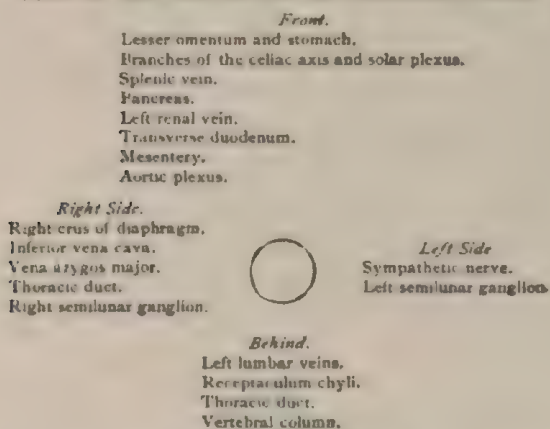 Front.
Lesser omentum and stomach.
Branches of the celiac axis and solar plexus.
Splenic vein.
Pancreas.
Left renal vein.
Transverse duodenum.
Mesentery.
Aortic plexus.
Right Side.
Right crus of diaphragm.
Inferior vena cava.
Vena azygos major.
Thoracic duct.
Right semilunar ganglion.
Left Side
Sympathetic nerve.
Left semilunar ganglion.
Behind.
Left lumbar veins.
Receptaculum chyli.
Thoracic duct.
Vertebral column.